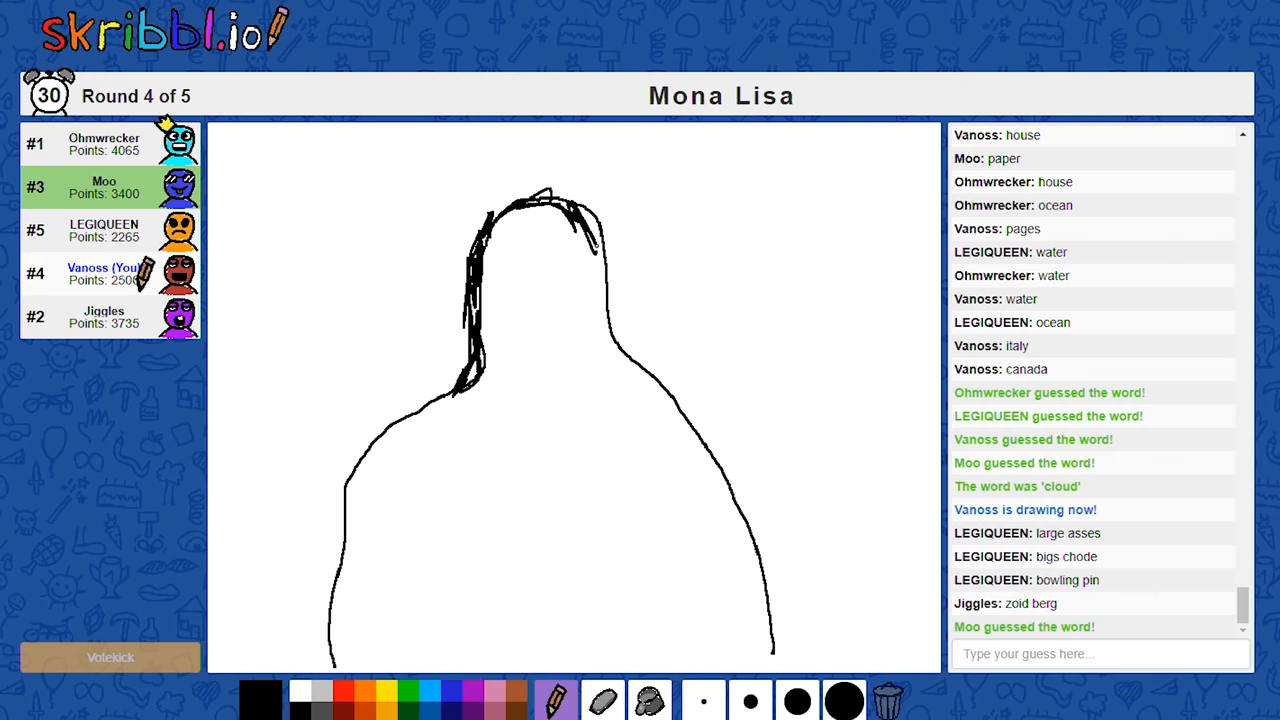 skribbl.io
30 Round 4 of 5 Mona Lisa
#1 Ohmwrecker
Points: 4065
#3 Moo
Points: 3400
#5 LEGIQUEEN
Points: 2265
#4 Vanoss (You)
Points: 2500
#2 Jiggles
Points: 3735
Votekick
Vanoss: house
Moo: paper
Ohmwrecker: house
Ohmwrecker: ocean
Vanoss: pages
LEGIQUEEN: water
Ohmwrecker: water
Vanoss: water
LEGIQUEEN: ocean
Vanoss: italy
Vanoss: canada
Ohmwrecker guessed the word!
LEGIQUEEN guessed the word!
Vanoss guessed the word!
Moo guessed the word!
The word was 'cloud'
Vanoss is drawing now!
LEGIQUEEN: large asses
LEGIQUEEN: bigs chode
LEGIQUEEN: bowling pin
Jiggles: zoid berg
Moo guessed the word!
Type your guess here...